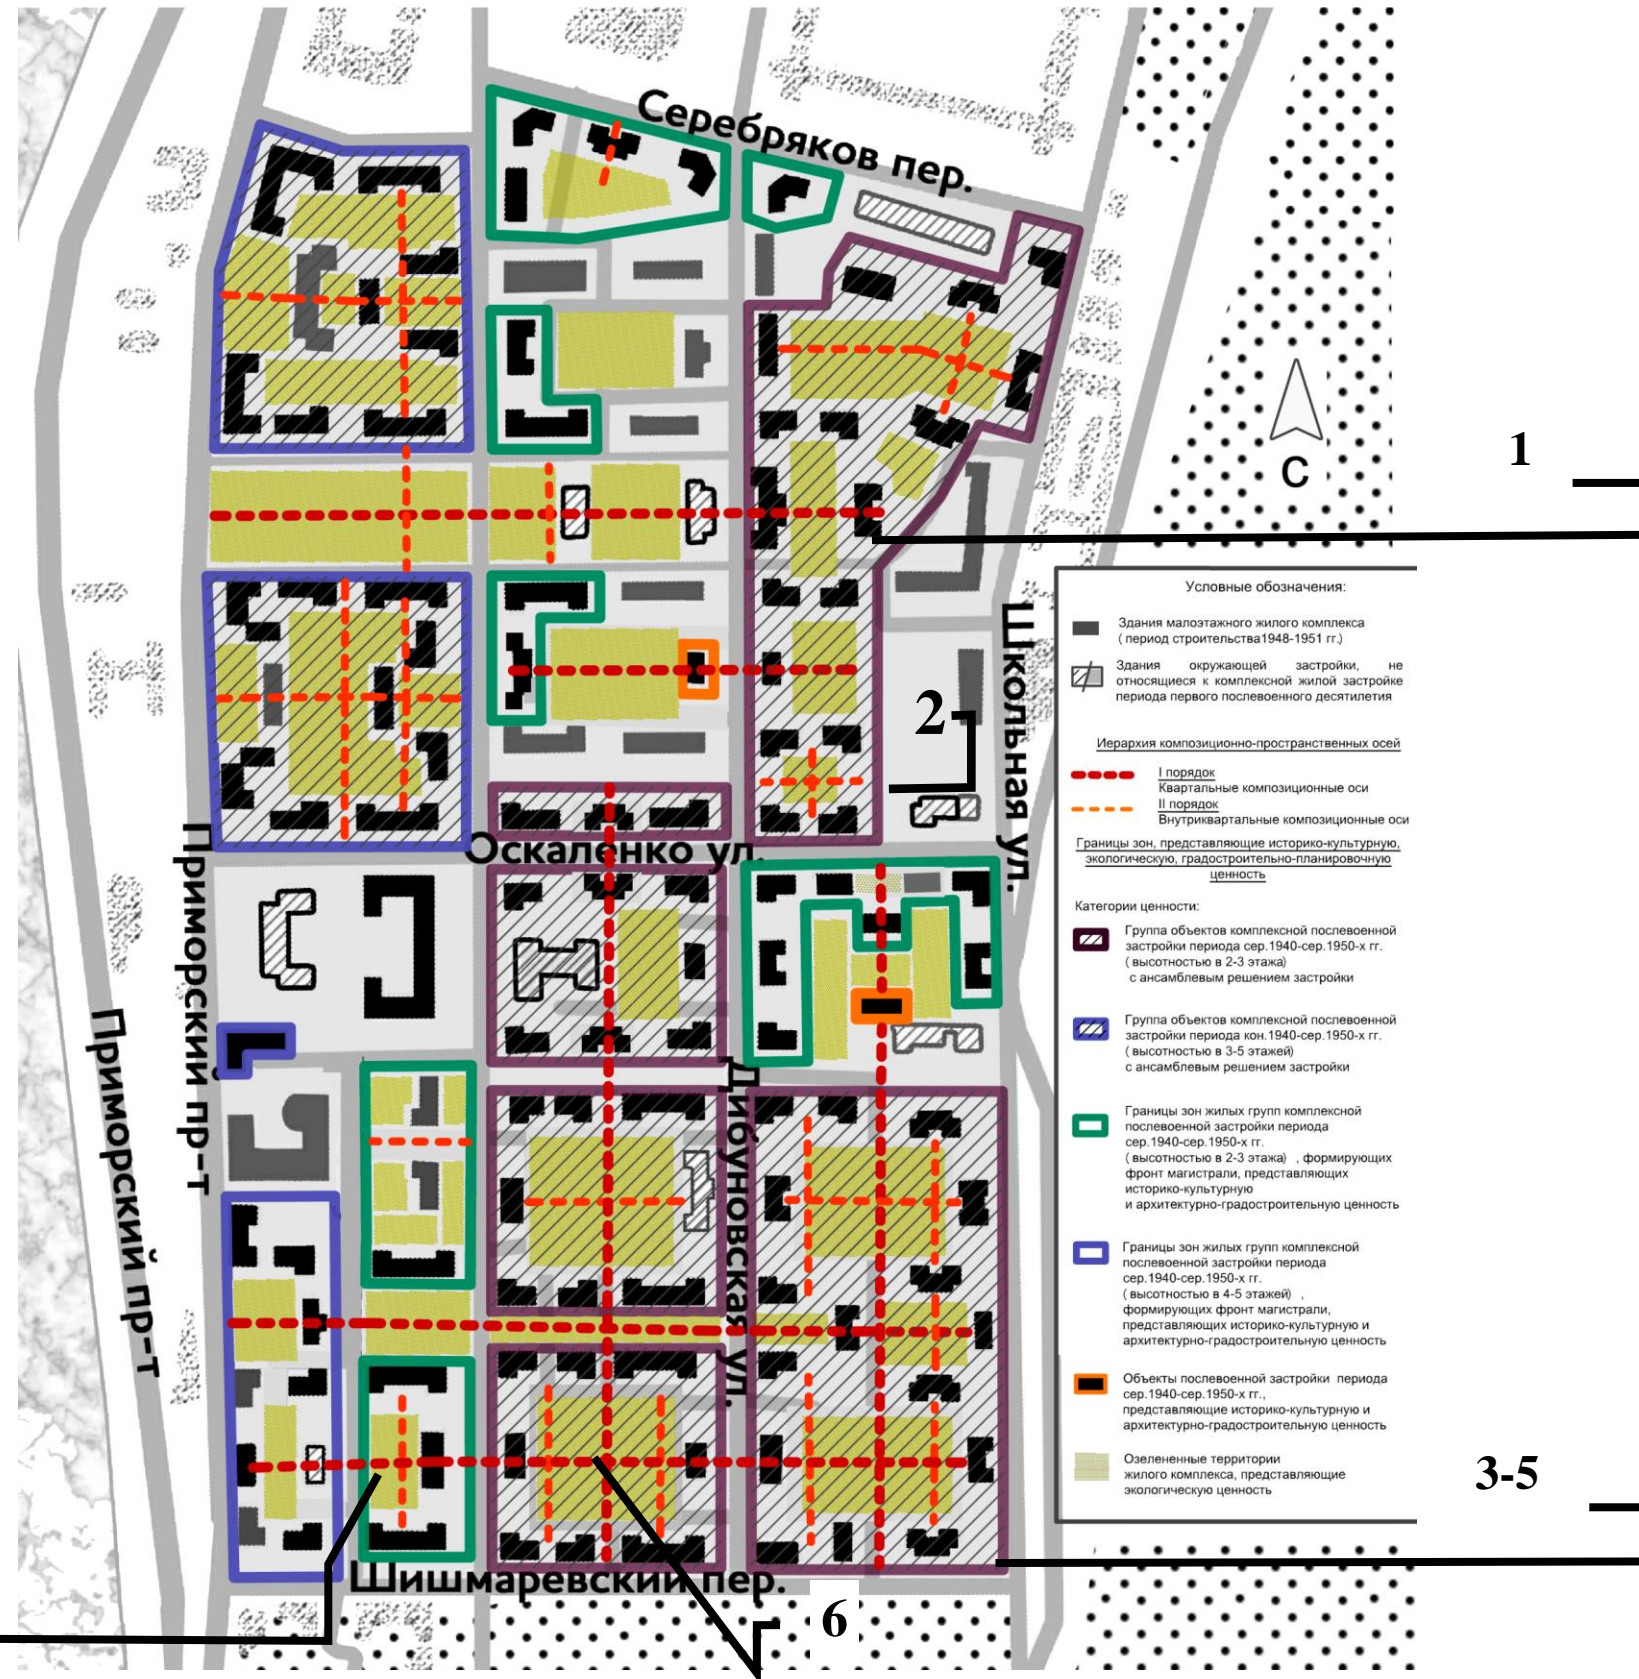 Серебряков пер.
С
1
2
Школьная ул.
Оскаленко ул.
Приморский пр-т
Приморский пр-т
Дибуновская ул.
Шишмаревский пер.
6
3-5
Условные обозначения:
Здания малоэтажного жилого комплекса
( период строительства1948-1951 гг.)
Здания окружающей застройки, не
относящиеся к комплексной жилой застройке
периода первого послевоенного десятилетия
Иерархия композиционно-пространственных осей
I порядок
Квартальные композиционные оси
II порядок
Внутриквартальные композиционные оси
Границы зон, представляющие историко-культурную,
экологическую, градостроительно-планировочную
ценность
Категории ценности:
Группа объектов комплексной послевоенной
застройки периода сер.1940-сер.1950-х гг.
( высотностью в 2-3 этажа)
с ансамблевым решением застройки
Группа объектов комплексной послевоенной
застройки периода кон.1940-сер.1950-х гг.
( высотностью в 3-5 этажей)
с ансамблевым решением застройки
Границы зон жилых групп комплексной
послевоенной застройки периода
сер.1940-сер.1950-х гг.
( высотностью в 2-3 этажа) , формирующих
фронт магистрали, представляющих
историко-культурную
и архитектурно-градостроительную ценность
Границы зон жилых групп комплексной
послевоенной застройки периода
сер.1940-сер.1950-х гг.
( высотностью в 4-5 этажей) ,
формирующих фронт магистрали,
представляющих историко-культурную и
архитектурно-градостроительную ценность
Объекты послевоенной застройки периода
сер.1940-сер.1950-х гг.,
представляющие историко-культурную и
архитектурно-градостроительную ценность
Озелененные территории
жилого комплекса, представляющие
экологическую ценность